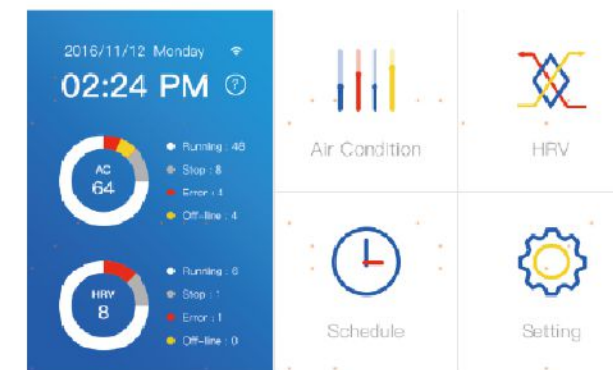 2016/11/12 Monday
02:24 PM ?
AC
64
Running : 48
Stop : 8
Error : 4
Off-line : 4
HRV
8
Running : 6
Stop : 1
Error : 1
Off-line : 0
Air Condition
HRV
Schedule
Setting